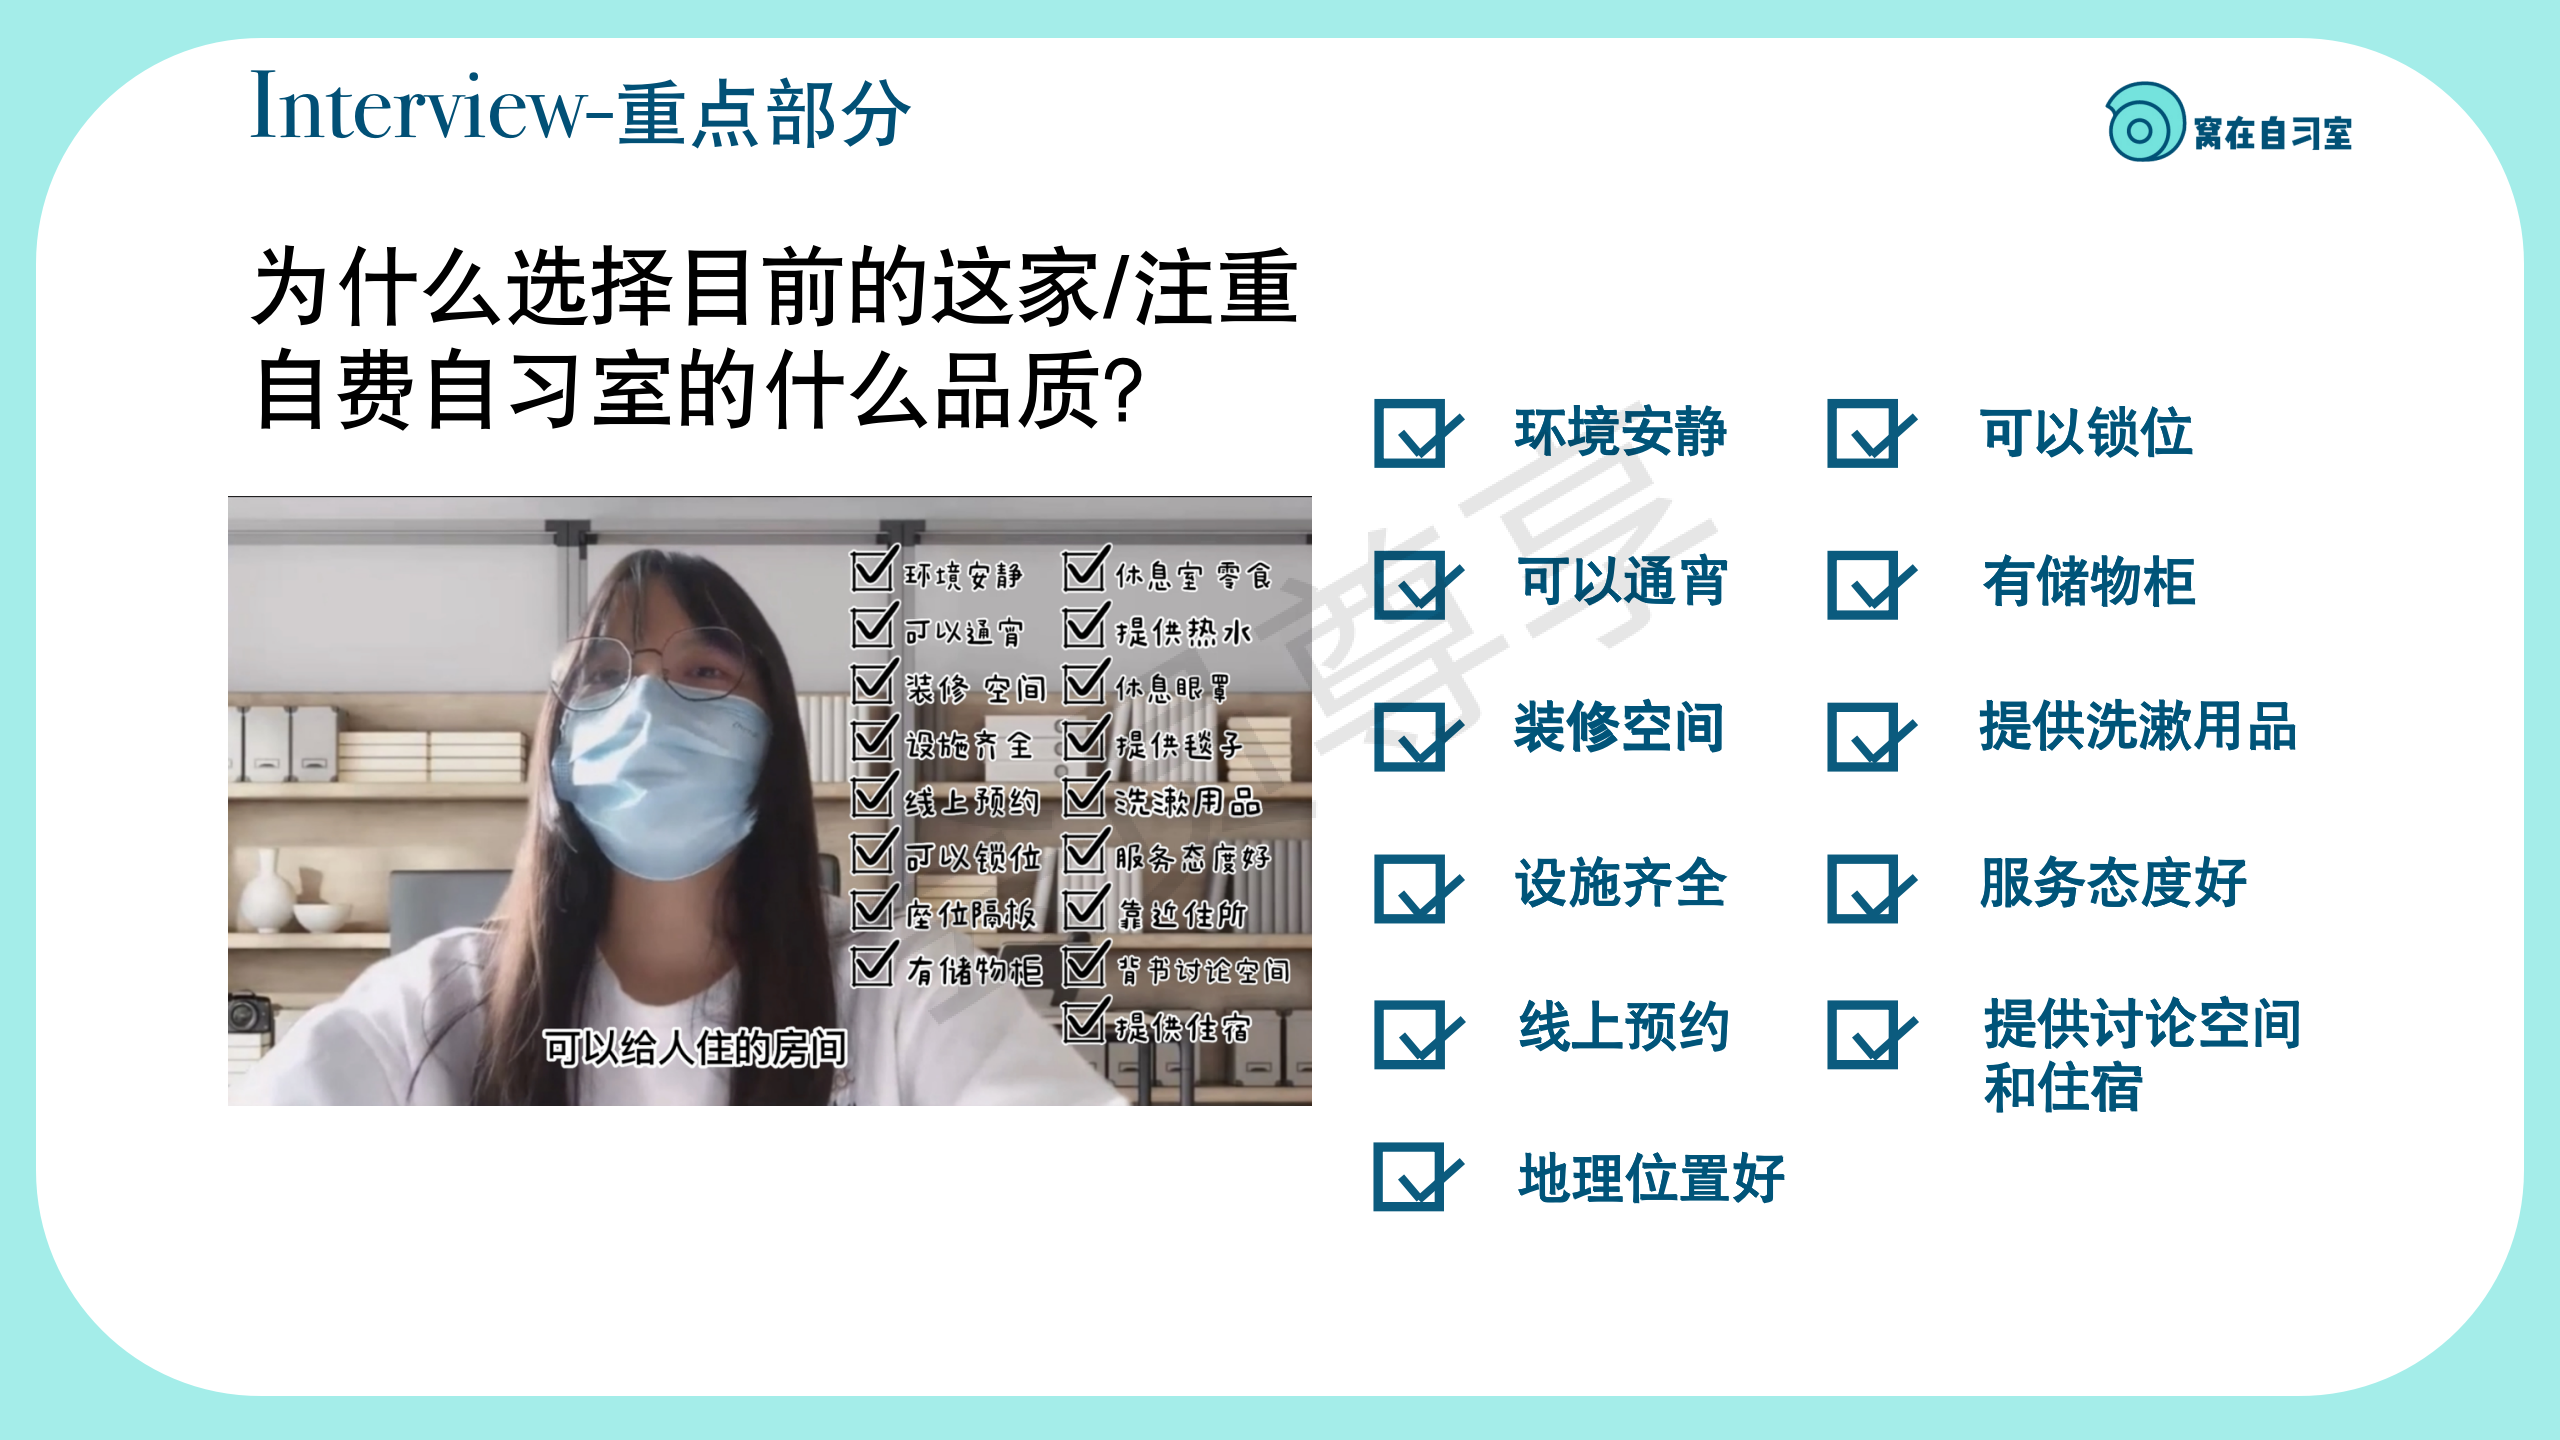 Interview-重点部分
窝在自习室
为什么选择目前的这家/注重
自费自习室的什么品质?
环境安静
可以通宵
装修 空间
设施齐全
线上预约
可以锁位
座位隔板
有储物柜
休息室 零食
提供热水
休息眼罩
提供毯子
洗漱用品
服务态度好
靠近住所
背书讨论空间
提供住宿
可以给人住的房间
环境安静
可以通宵
装修空间
设施齐全
线上预约
地理位置好
可以锁位
有储物柜
提供洗漱用品
服务态度好
提供讨论空间
和住宿
尊享